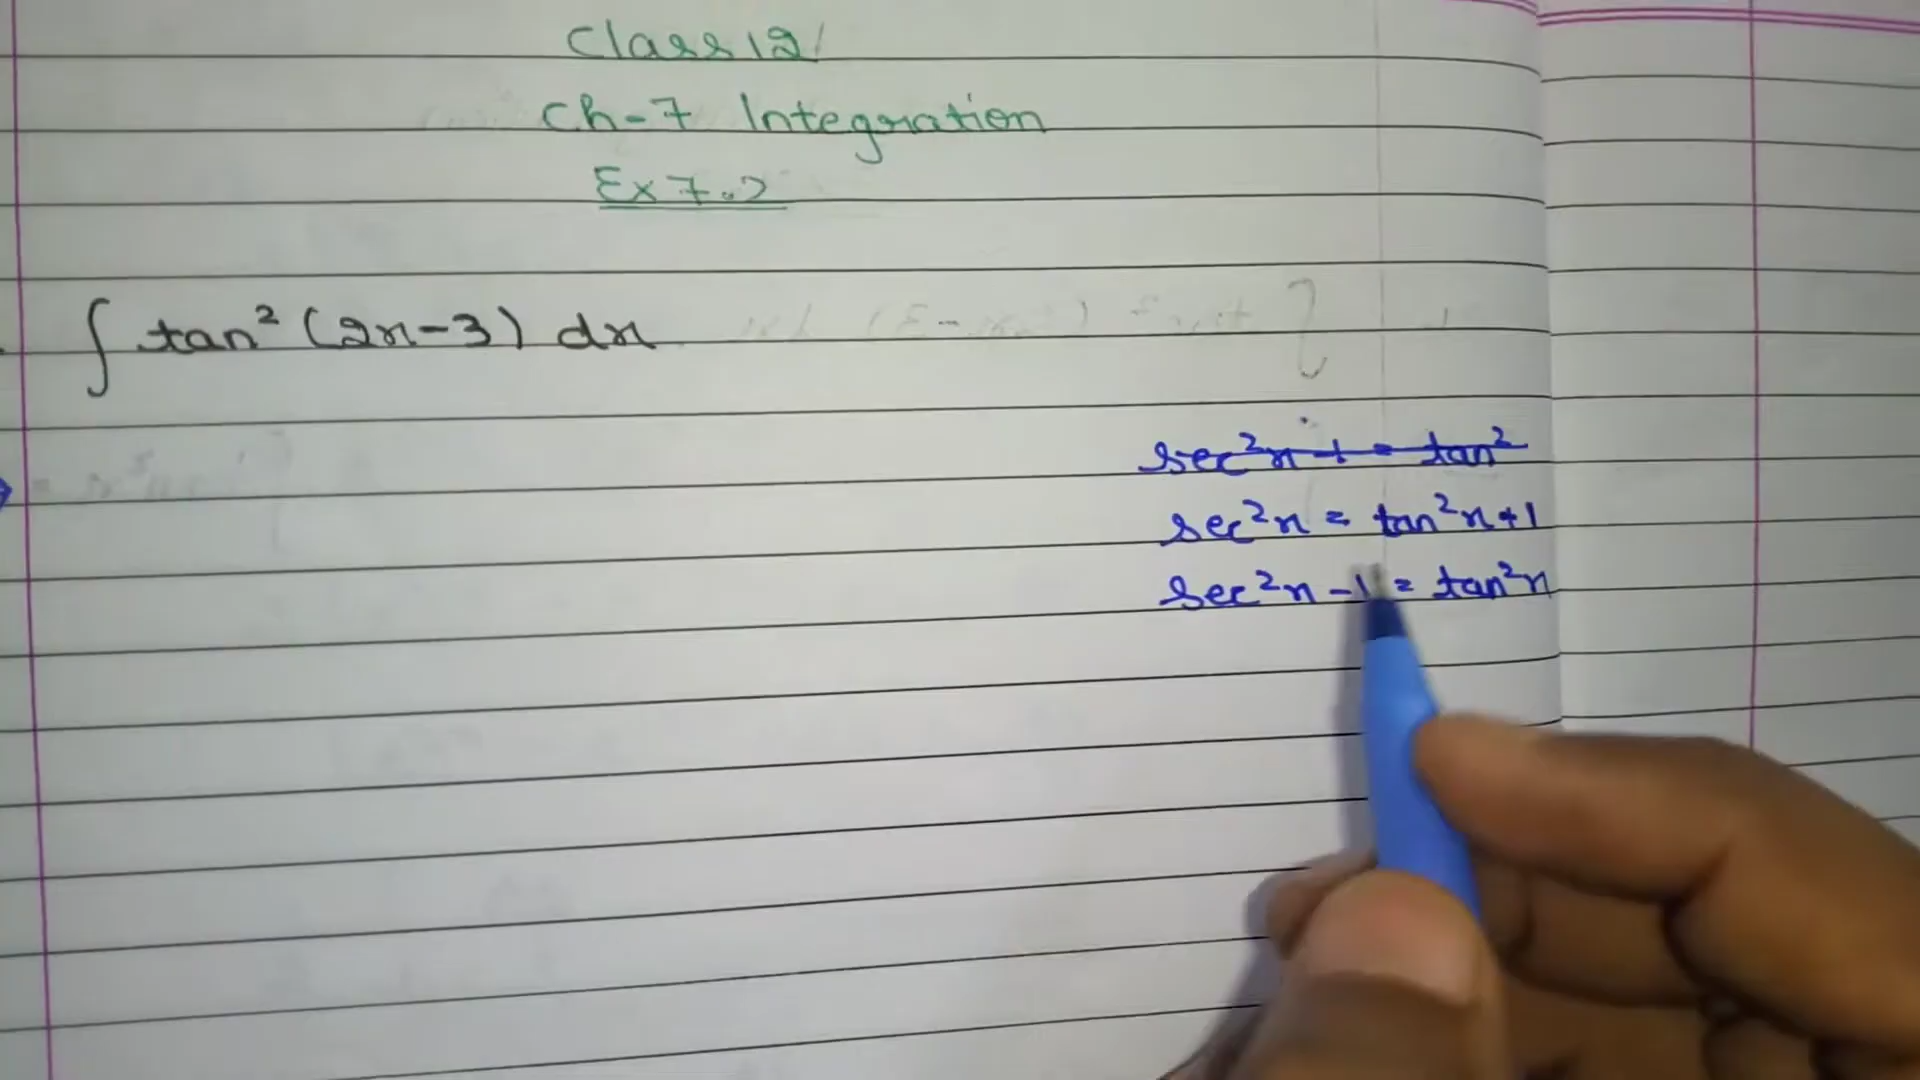 Class 12
Ch-7 Integration
Ex 7.2
∫ tan² (2x-3) dx
sec²x + = tan²
sec²x = tan²x+1
sec²x - 1 = tan²x